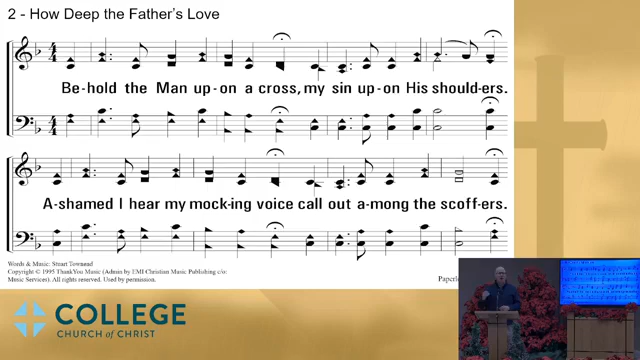 2 - How Deep the Father's Love
Be-hold the Man up-on a cross, my sin up-on His should-ers.
A-shamed I hear my mock-ing voice call out a-mong the scoff-ers.
Words & Music: Stuart Townend
Copyright © 1995 ThankYou Music (Admin by EMI Christian Music Publishing c/o:
Music Services). All rights reserved. Used by permission.
COLLEGE
CHURCH of CHRIST